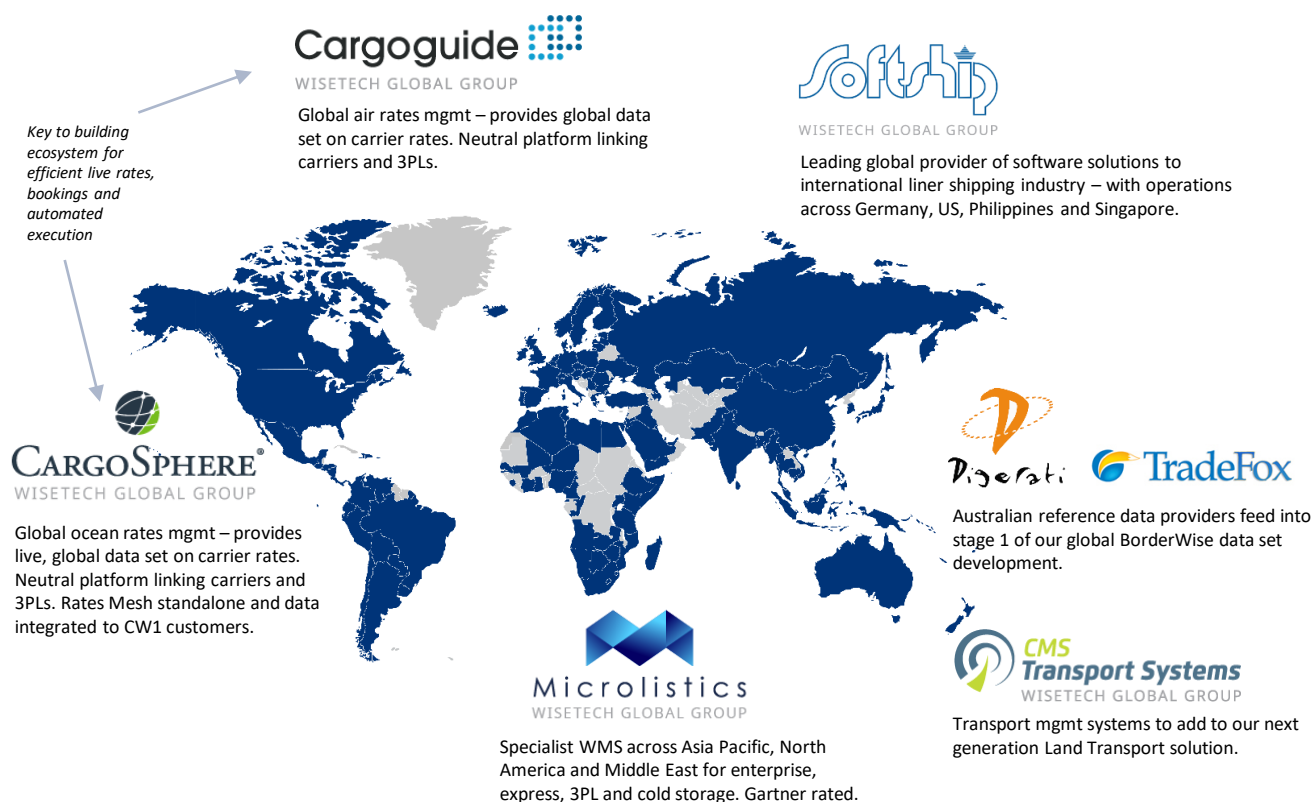 Cargoguide
WISETECH GLOBAL GROUP
Global air rates mgmt – provides global data
set on carrier rates. Neutral platform linking
carriers and 3PLs.
Softship
WISETECH GLOBAL GROUP
Leading global provider of software solutions to
international liner shipping industry – with operations
across Germany, US, Philippines and Singapore.
Key to building
ecosystem for
efficient live rates,
bookings and
automated
execution
CARGOSPHERE®
WISETECH GLOBAL GROUP
Global ocean rates mgmt – provides
live, global data set on carrier rates.
Neutral platform linking carriers and
3PLs. Rates Mesh standalone and data
integrated to CW1 customers.
Digerati
TradeFox
Australian reference data providers feed into
stage 1 of our global BorderWise data set
development.
Microlistics
WISETECH GLOBAL GROUP
Specialist WMS across Asia Pacific, North
America and Middle East for enterprise,
express, 3PL and cold storage. Gartner rated.
CMS
Transport Systems
WISETECH GLOBAL GROUP
Transport mgmt systems to add to our next
generation Land Transport solution.